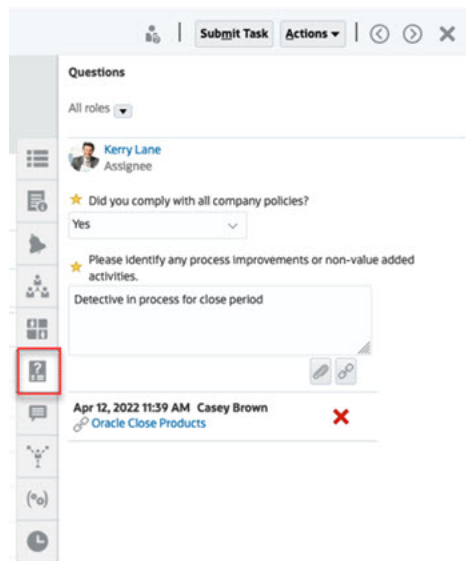 Submit Task Actions
Questions
All roles
Kerry Lane
Assignee
Did you comply with all company policies?
Yes
Please identify any process improvements or non-value added
activities.
Detective in process for close period
Apr 12, 2022 11:39 AM Casey Brown
Oracle Close Products